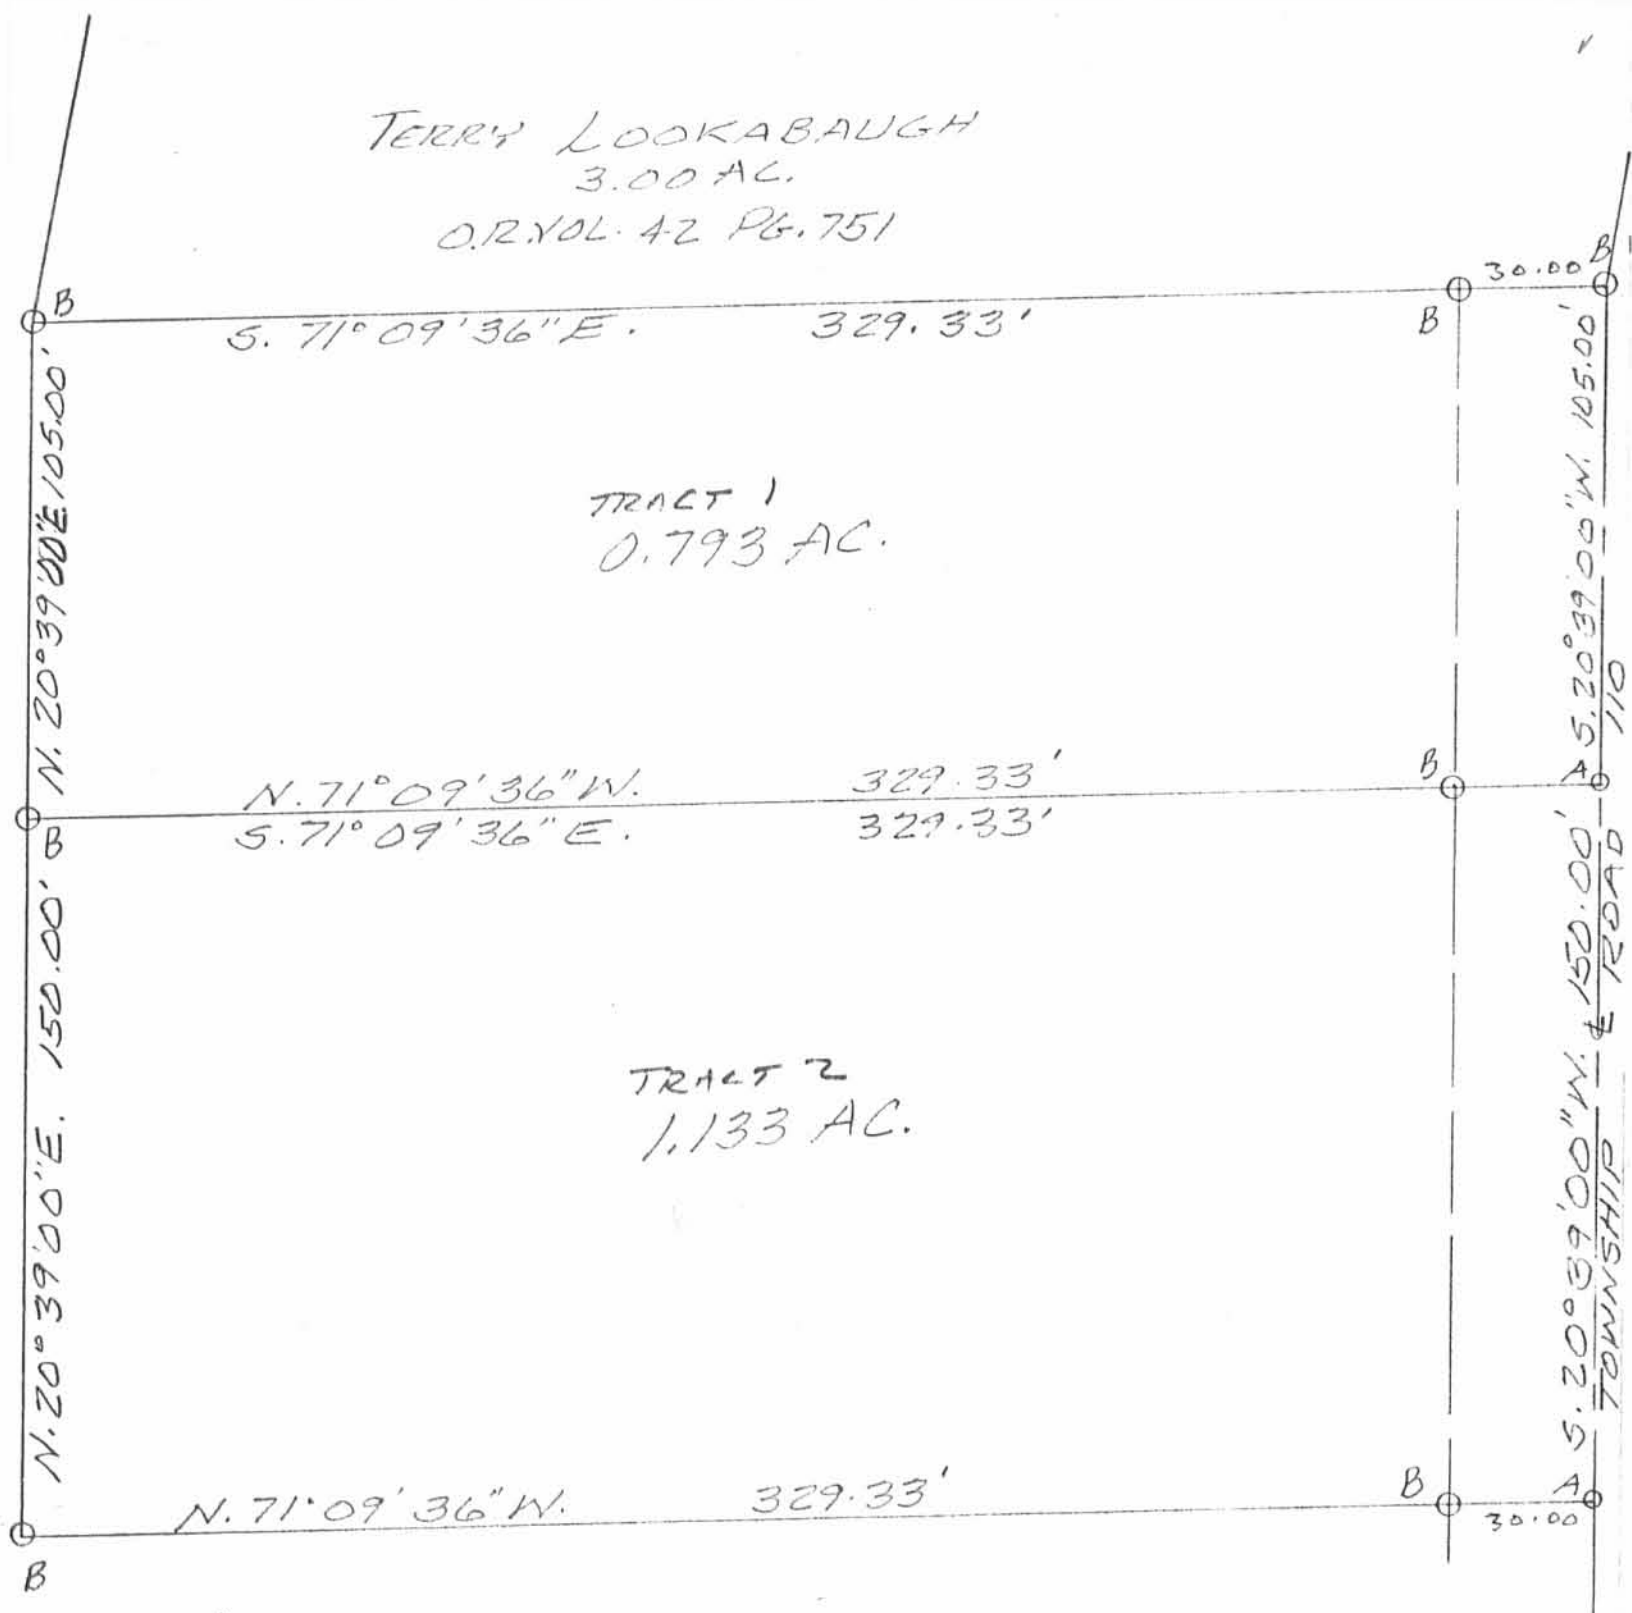 TERRY LOOKABAUGH
3.00 AC.
O.R.VOL. 42 PG. 751
B
30.00
B
B
S. 71° 09' 36" E. 329.33'
N. 20° 39' 00" E 105.00'
S. 20° 39' 00" W. 105.00'
TRACT 1
0.793 AC.
110
B
A
N. 71° 09' 36" W. 329.33'
B
S. 71° 09' 36" E. 329.33'
N. 20° 39' 00" E. 150.00'
S. 20° 39' 00" W. 150.00'
℄
TOWNSHIP ROAD
TRACT 2
1.133 AC.
B
A
N. 71° 09' 36" W. 329.33'
30.00
B